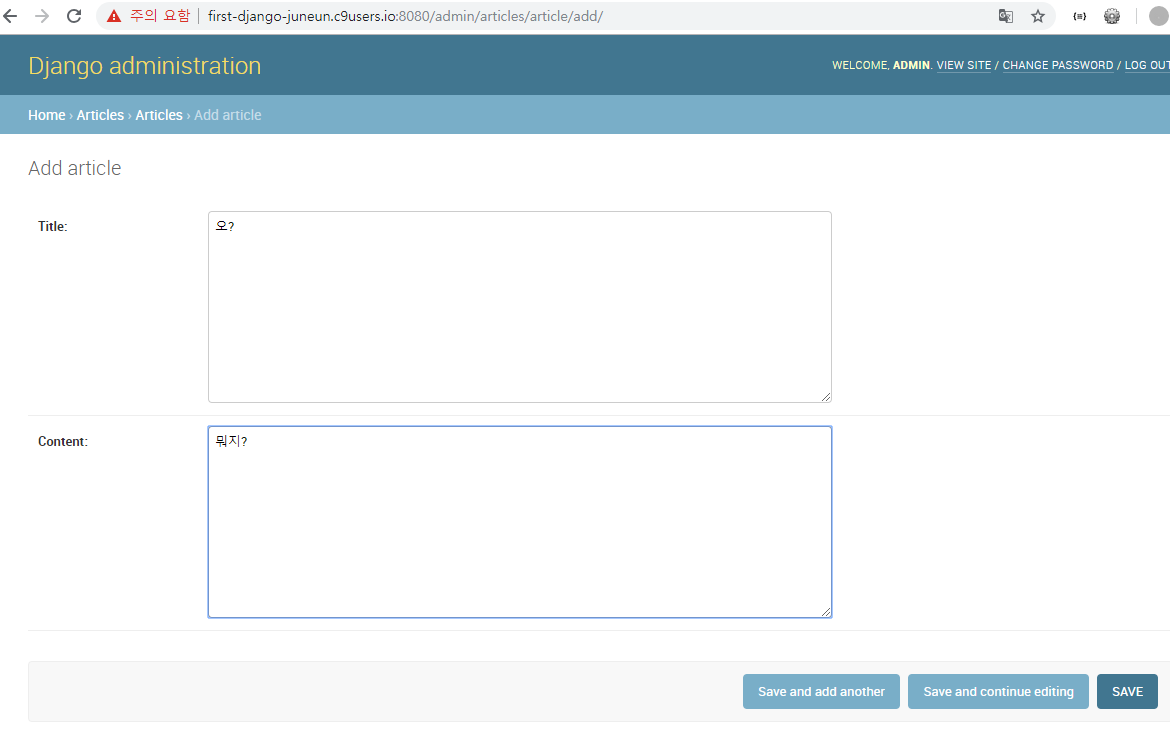 주의 요함 first-django-juneun.c9users.io:8080/admin/articles/article/add/
Django administration
WELCOME, ADMIN. VIEW SITE / CHANGE PASSWORD / LOG OUT
Home › Articles › Articles › Add article
Add article
Title:
오?
Content:
뭐지?
Save and add another
Save and continue editing
SAVE